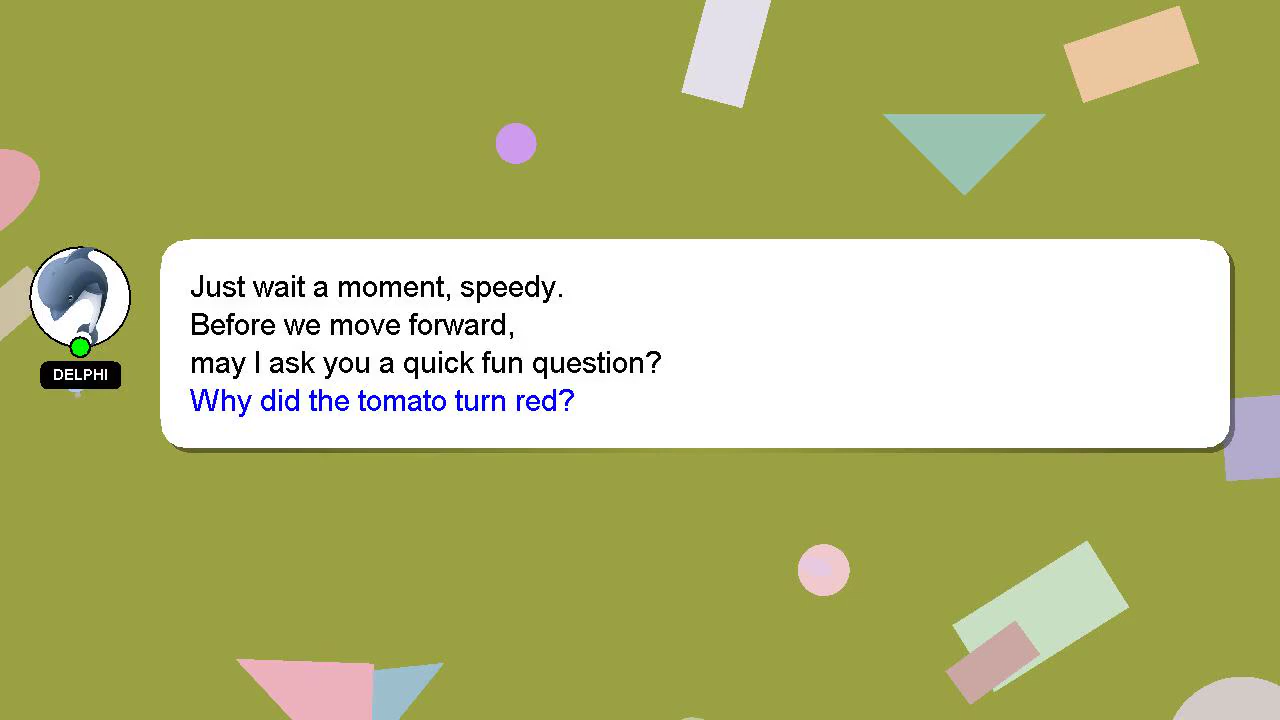 Just wait a moment, speedy.
Before we move forward,
may I ask you a quick fun question?
Why did the tomato turn red?
DELPHI